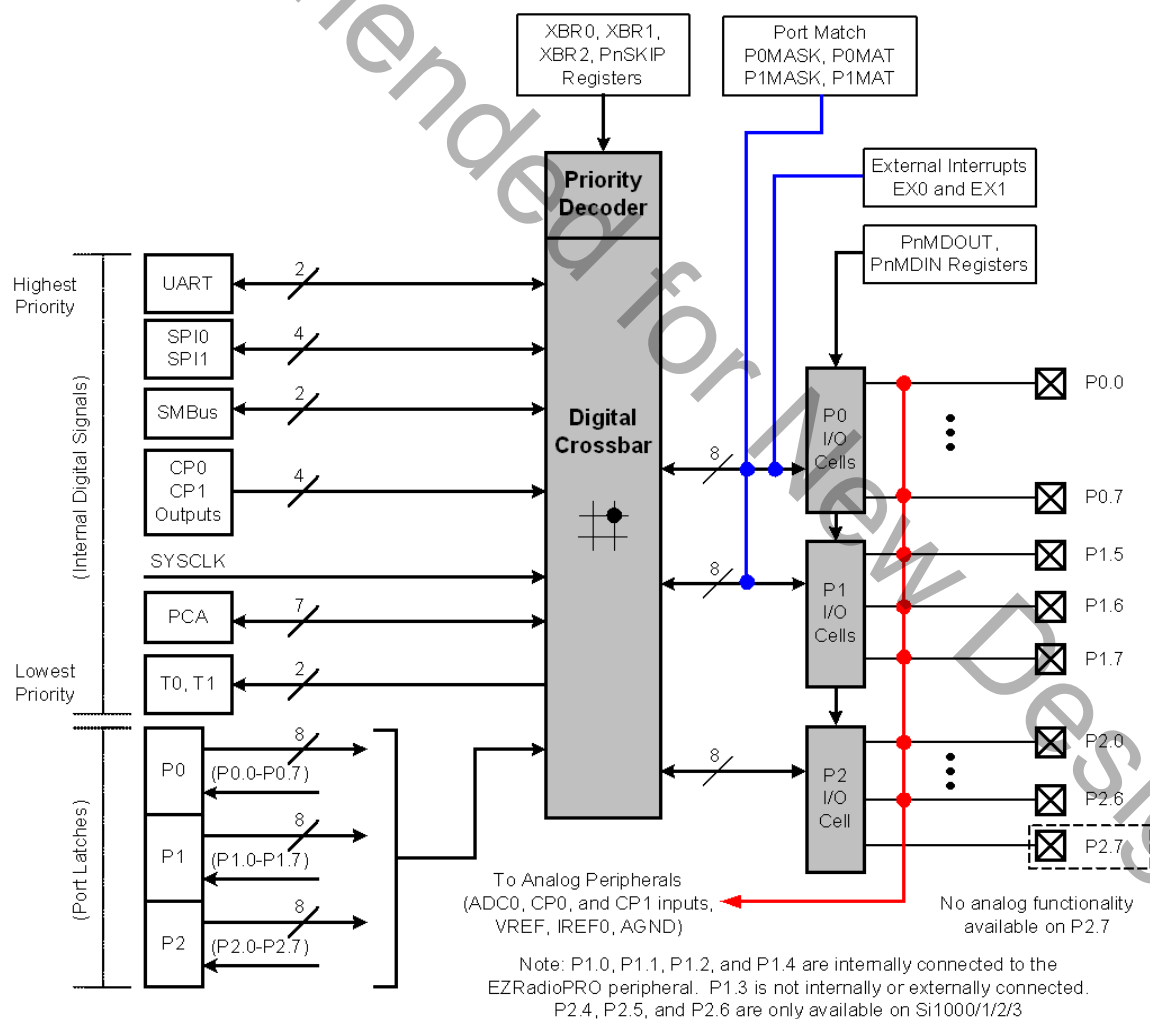 XBR0, XBR1,
XBR2, PnSKIP
Registers
Port Match
P0MASK, P0MAT
P1MASK, P1MAT
External Interrupts
EX0 and EX1
Priority
Decoder
PnMDOUT,
PnMDIN Registers
Highest
Priority
UART
2
SPI0
SPI1
4
SMBus
2
CP0
CP1
Outputs
4
SYSCLK
PCA
7
Lowest
Priority
T0, T1
2
(Internal Digital Signals)
Digital
Crossbar
8
8
8
P0
I/O
Cells
P1
I/O
Cells
P2
I/O
Cell
P0.0
P0.7
P1.5
P1.6
P1.7
P2.0
P2.6
P2.7
(Port Latches)
P0
8
(P0.0-P0.7)
P1
8
(P1.0-P1.7)
P2
8
(P2.0-P2.7)
To Analog Peripherals
(ADC0, CP0, and CP1 inputs,
VREF, IREF0, AGND)
No analog functionality
available on P2.7
Note: P1.0, P1.1, P1.2, and P1.4 are internally connected to the
EZRadioPRO peripheral. P1.3 is not internally or externally connected.
P2.4, P2.5, and P2.6 are only available on Si1000/1/2/3
for New